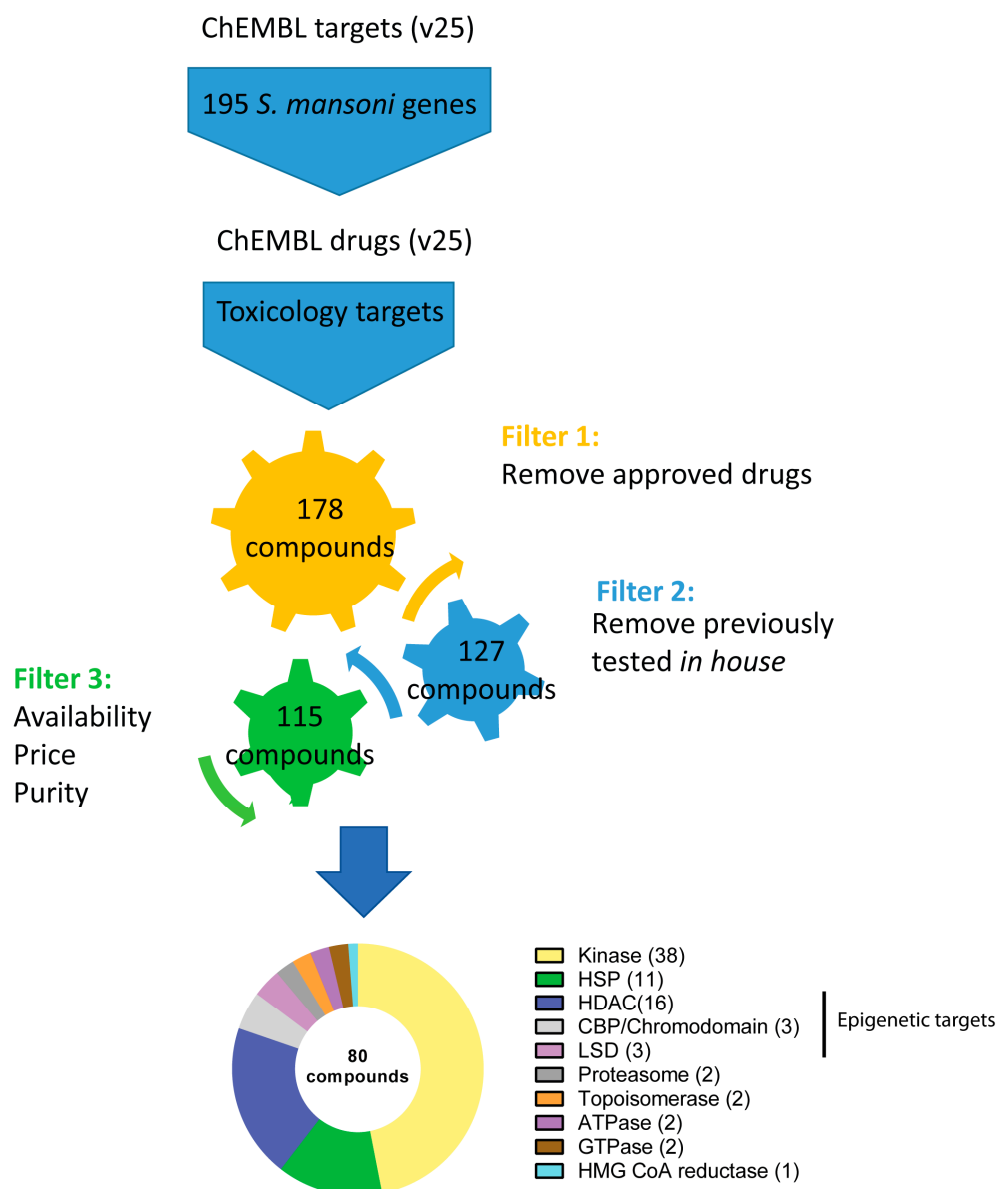 ChEMBL targets (v25)
195 S. mansoni genes
ChEMBL drugs (v25)
Toxicology targets
Filter 1:
Remove approved drugs
178
compounds
Filter 2:
Remove previously
tested in house
127
compounds
Filter 3:
Availability
Price
Purity
115
compounds
80
compounds
Kinase (38)
HSP (11)
HDAC(16)
CBP/Chromodomain (3)
LSD (3)
Proteasome (2)
Topoisomerase (2)
ATPase (2)
GTPase (2)
HMG CoA reductase (1)
Epigenetic targets